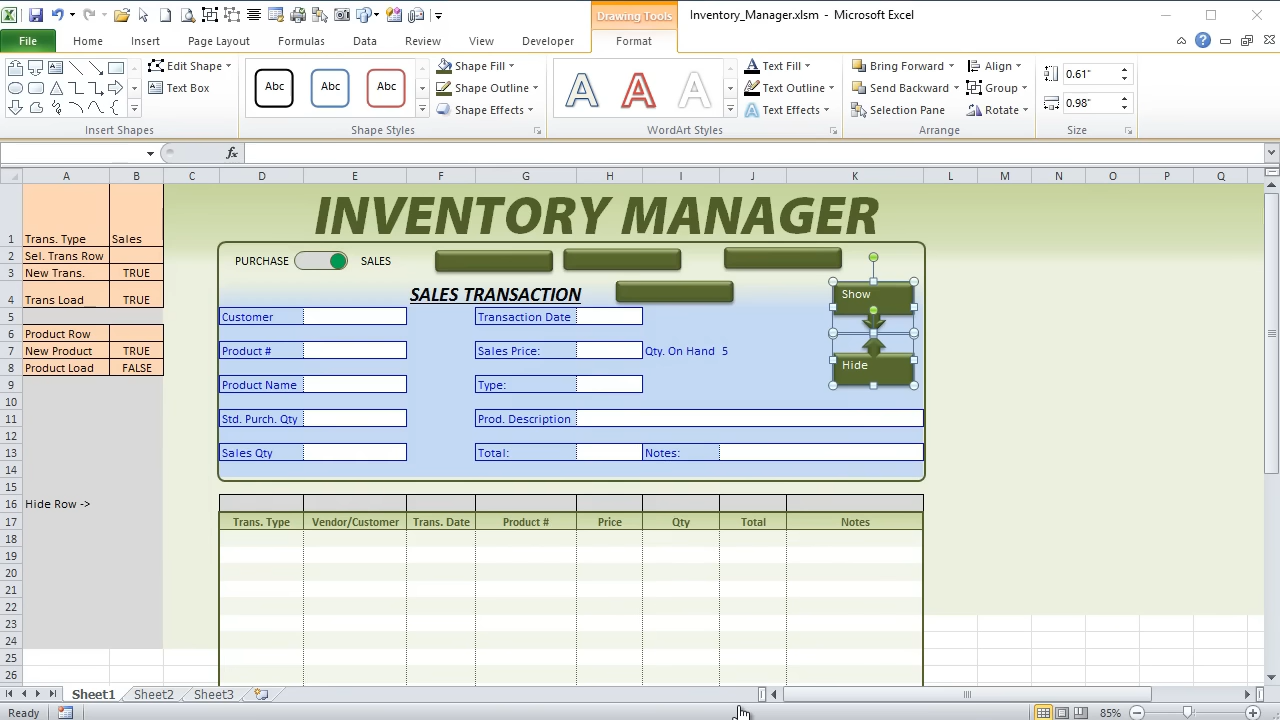 Drawing Tools
Inventory_Manager.xlsm - Microsoft Excel
File Home Insert Page Layout Formulas Data Review View Developer Format
Edit Shape
Text Box
Insert Shapes
Abc Abc Abc
Shape Fill
Shape Outline
Shape Effects
Shape Styles
A A A
WordArt Styles
Text Fill
Text Outline
Text Effects
Bring Forward
Send Backward
Selection Pane
Align
Group
Rotate
Arrange
0.61"
0.98"
Size
fx
A B C D E F G H I J K L M N O P Q
INVENTORY MANAGER
1 Trans. Type Sales
2 Sel. Trans Row
3 New Trans. TRUE
4 Trans Load TRUE
5
6 Product Row
7 New Product TRUE
8 Product Load FALSE
9
10
11
12
13
14
15
16 Hide Row ->
17
18
19
20
21
22
23
24
25
26
PURCHASE SALES
SALES TRANSACTION
Show
Hide
Customer Transaction Date
Product # Sales Price: Qty. On Hand 5
Product Name Type:
Std. Purch. Qty Prod. Description
Sales Qty Total: Notes:
Trans. Type Vendor/Customer Trans. Date Product # Price Qty Total Notes
Sheet1 Sheet2 Sheet3
Ready
85%